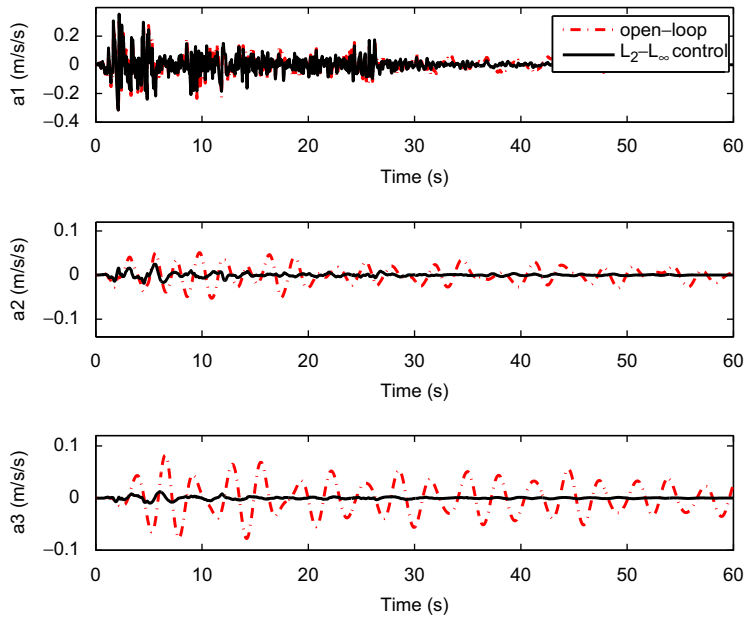 0.2
0
−0.2
−0.4
a1 (m/s/s)
open−loop
L₂−L∞ control
0 10 20 30 40 50 60
Time (s)
0.1
0
−0.1
a2 (m/s/s)
0 10 20 30 40 50 60
Time (s)
0.1
0
−0.1
a3 (m/s/s)
0 10 20 30 40 50 60
Time (s)